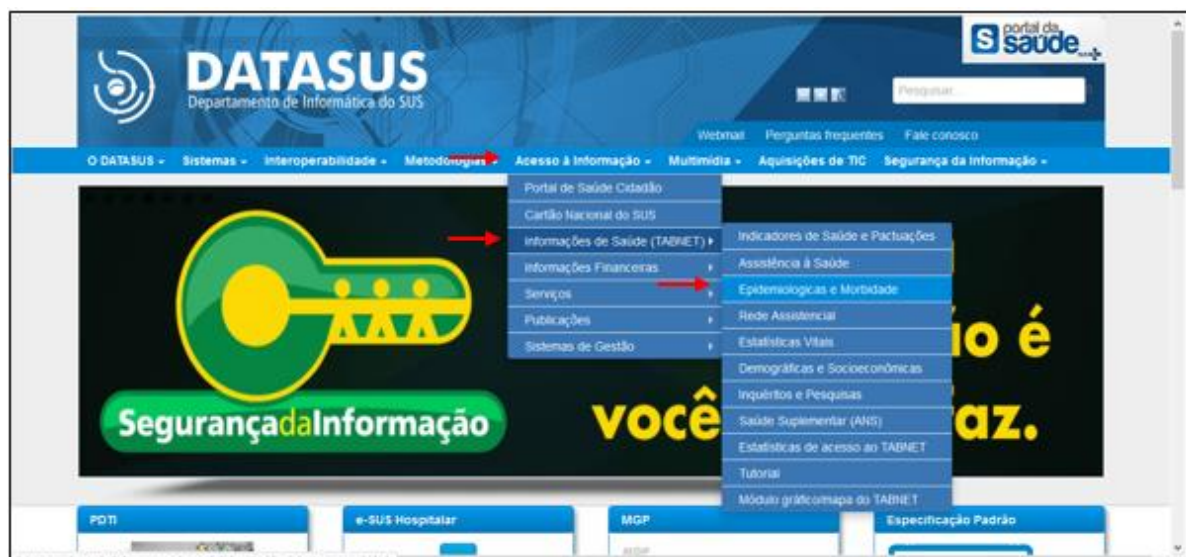 portal da
saúde
DATASUS
Departamento de Informática do SUS
Pesquisar...
Webmail Perguntas frequentes Fale conosco
O DATASUS Sistemas Interoperabilidade Metodologias Acesso à Informação Multimídia Aquisições de TIC Segurança da Informação
Portal de Saúde Cidadão
Cartão Nacional do SUS
Informações de Saúde (TABNET)
Informações Financeiras
Serviços
Publicações
Sistemas de Gestão
Indicadores de Saúde e Pactuações
Assistência à Saúde
Epidemiológicas e Morbidade
Rede Assistencial
Estatísticas Vitais
Demográficas e Socioeconômicas
Inquéritos e Pesquisas
Saúde Suplementar (ANS)
Estatísticas de acesso ao TABNET
Tutorial
Módulo gráfico/mapa do TABNET
SegurançadaInformação
é
você
az.
PDTI
e-SUS Hospitalar
MGP
Especificação Padrão
MGP